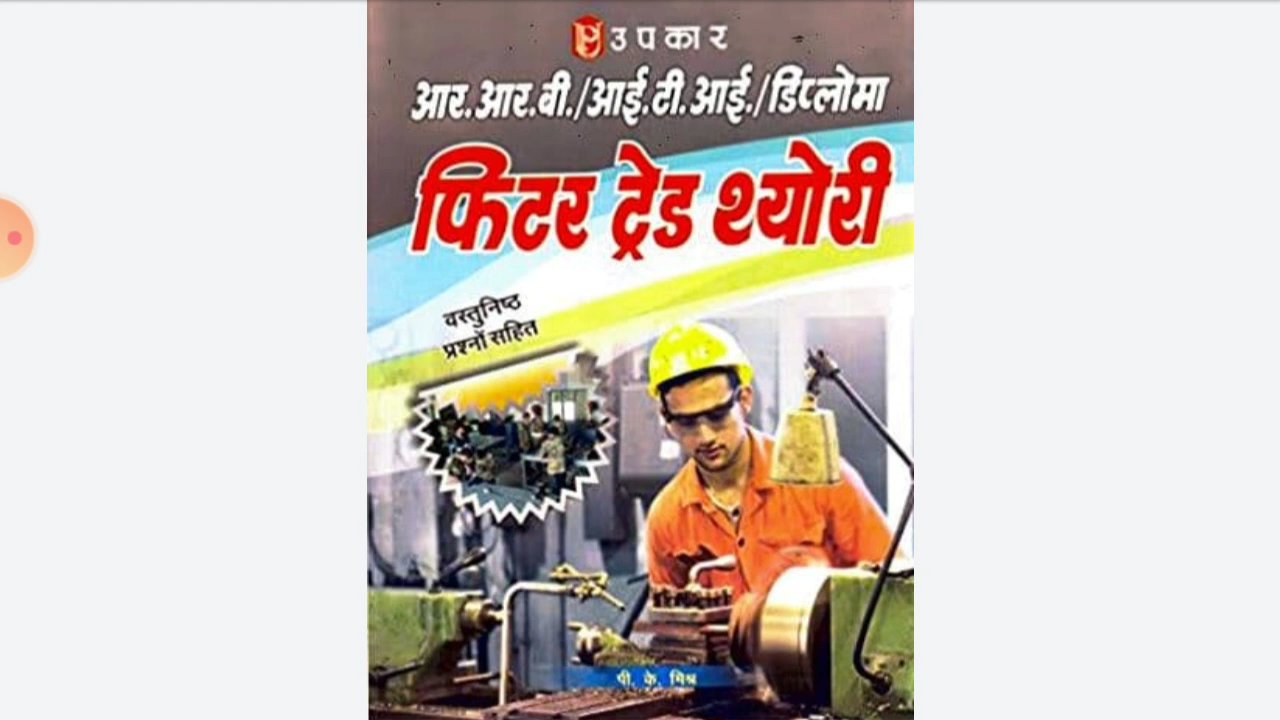 उपकार
आर.आर.बी./आई.टी.आई./डिप्लोमा
फिटर ट्रेड थ्योरी
वस्तुनिष्ठ
प्रश्नों सहित
पी. के. मिश्र